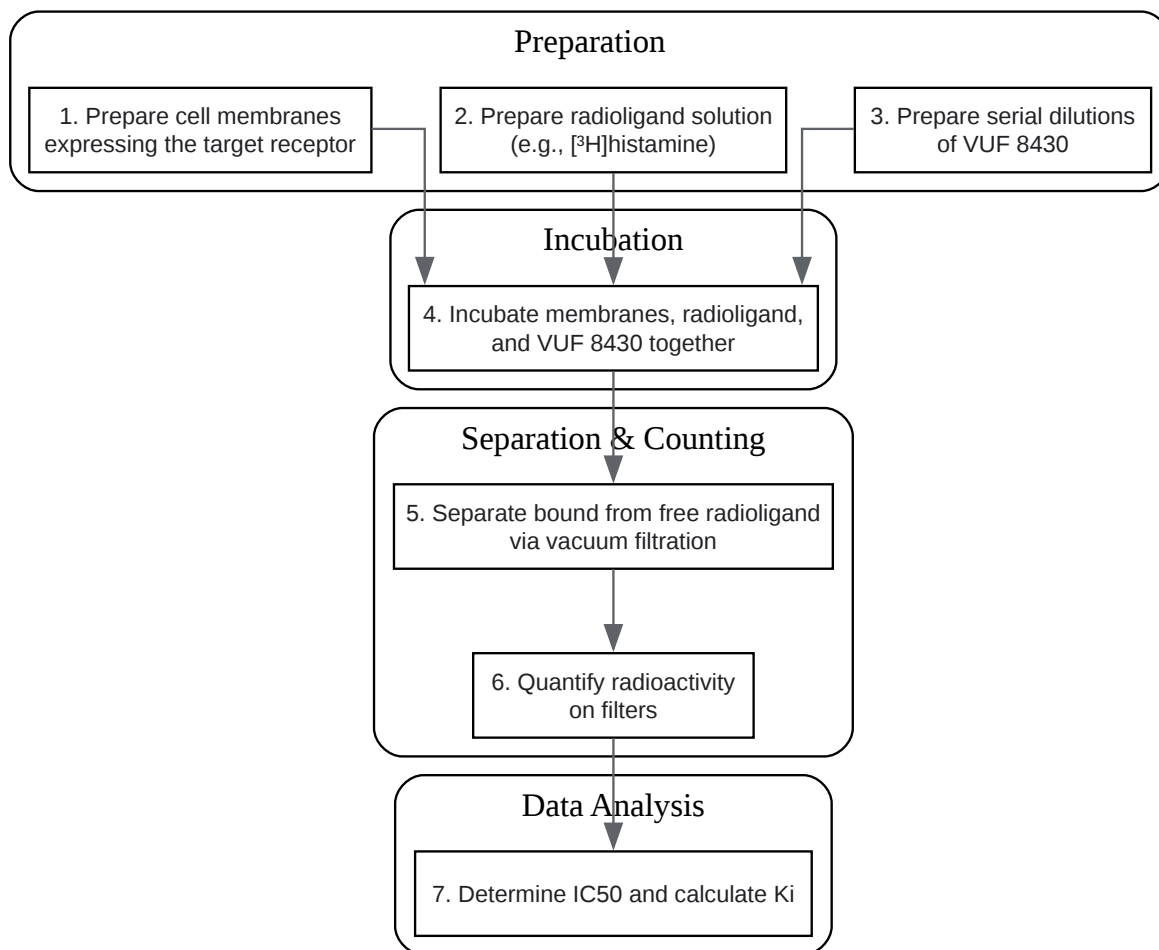 Preparation
1. Prepare cell membranes
expressing the target receptor
2. Prepare radioligand solution
(e.g., [³H]histamine)
3. Prepare serial dilutions
of VUF 8430
Incubation
4. Incubate membranes, radioligand,
and VUF 8430 together
Separation & Counting
5. Separate bound from free radioligand
via vacuum filtration
6. Quantify radioactivity
on filters
Data Analysis
7. Determine IC50 and calculate Ki